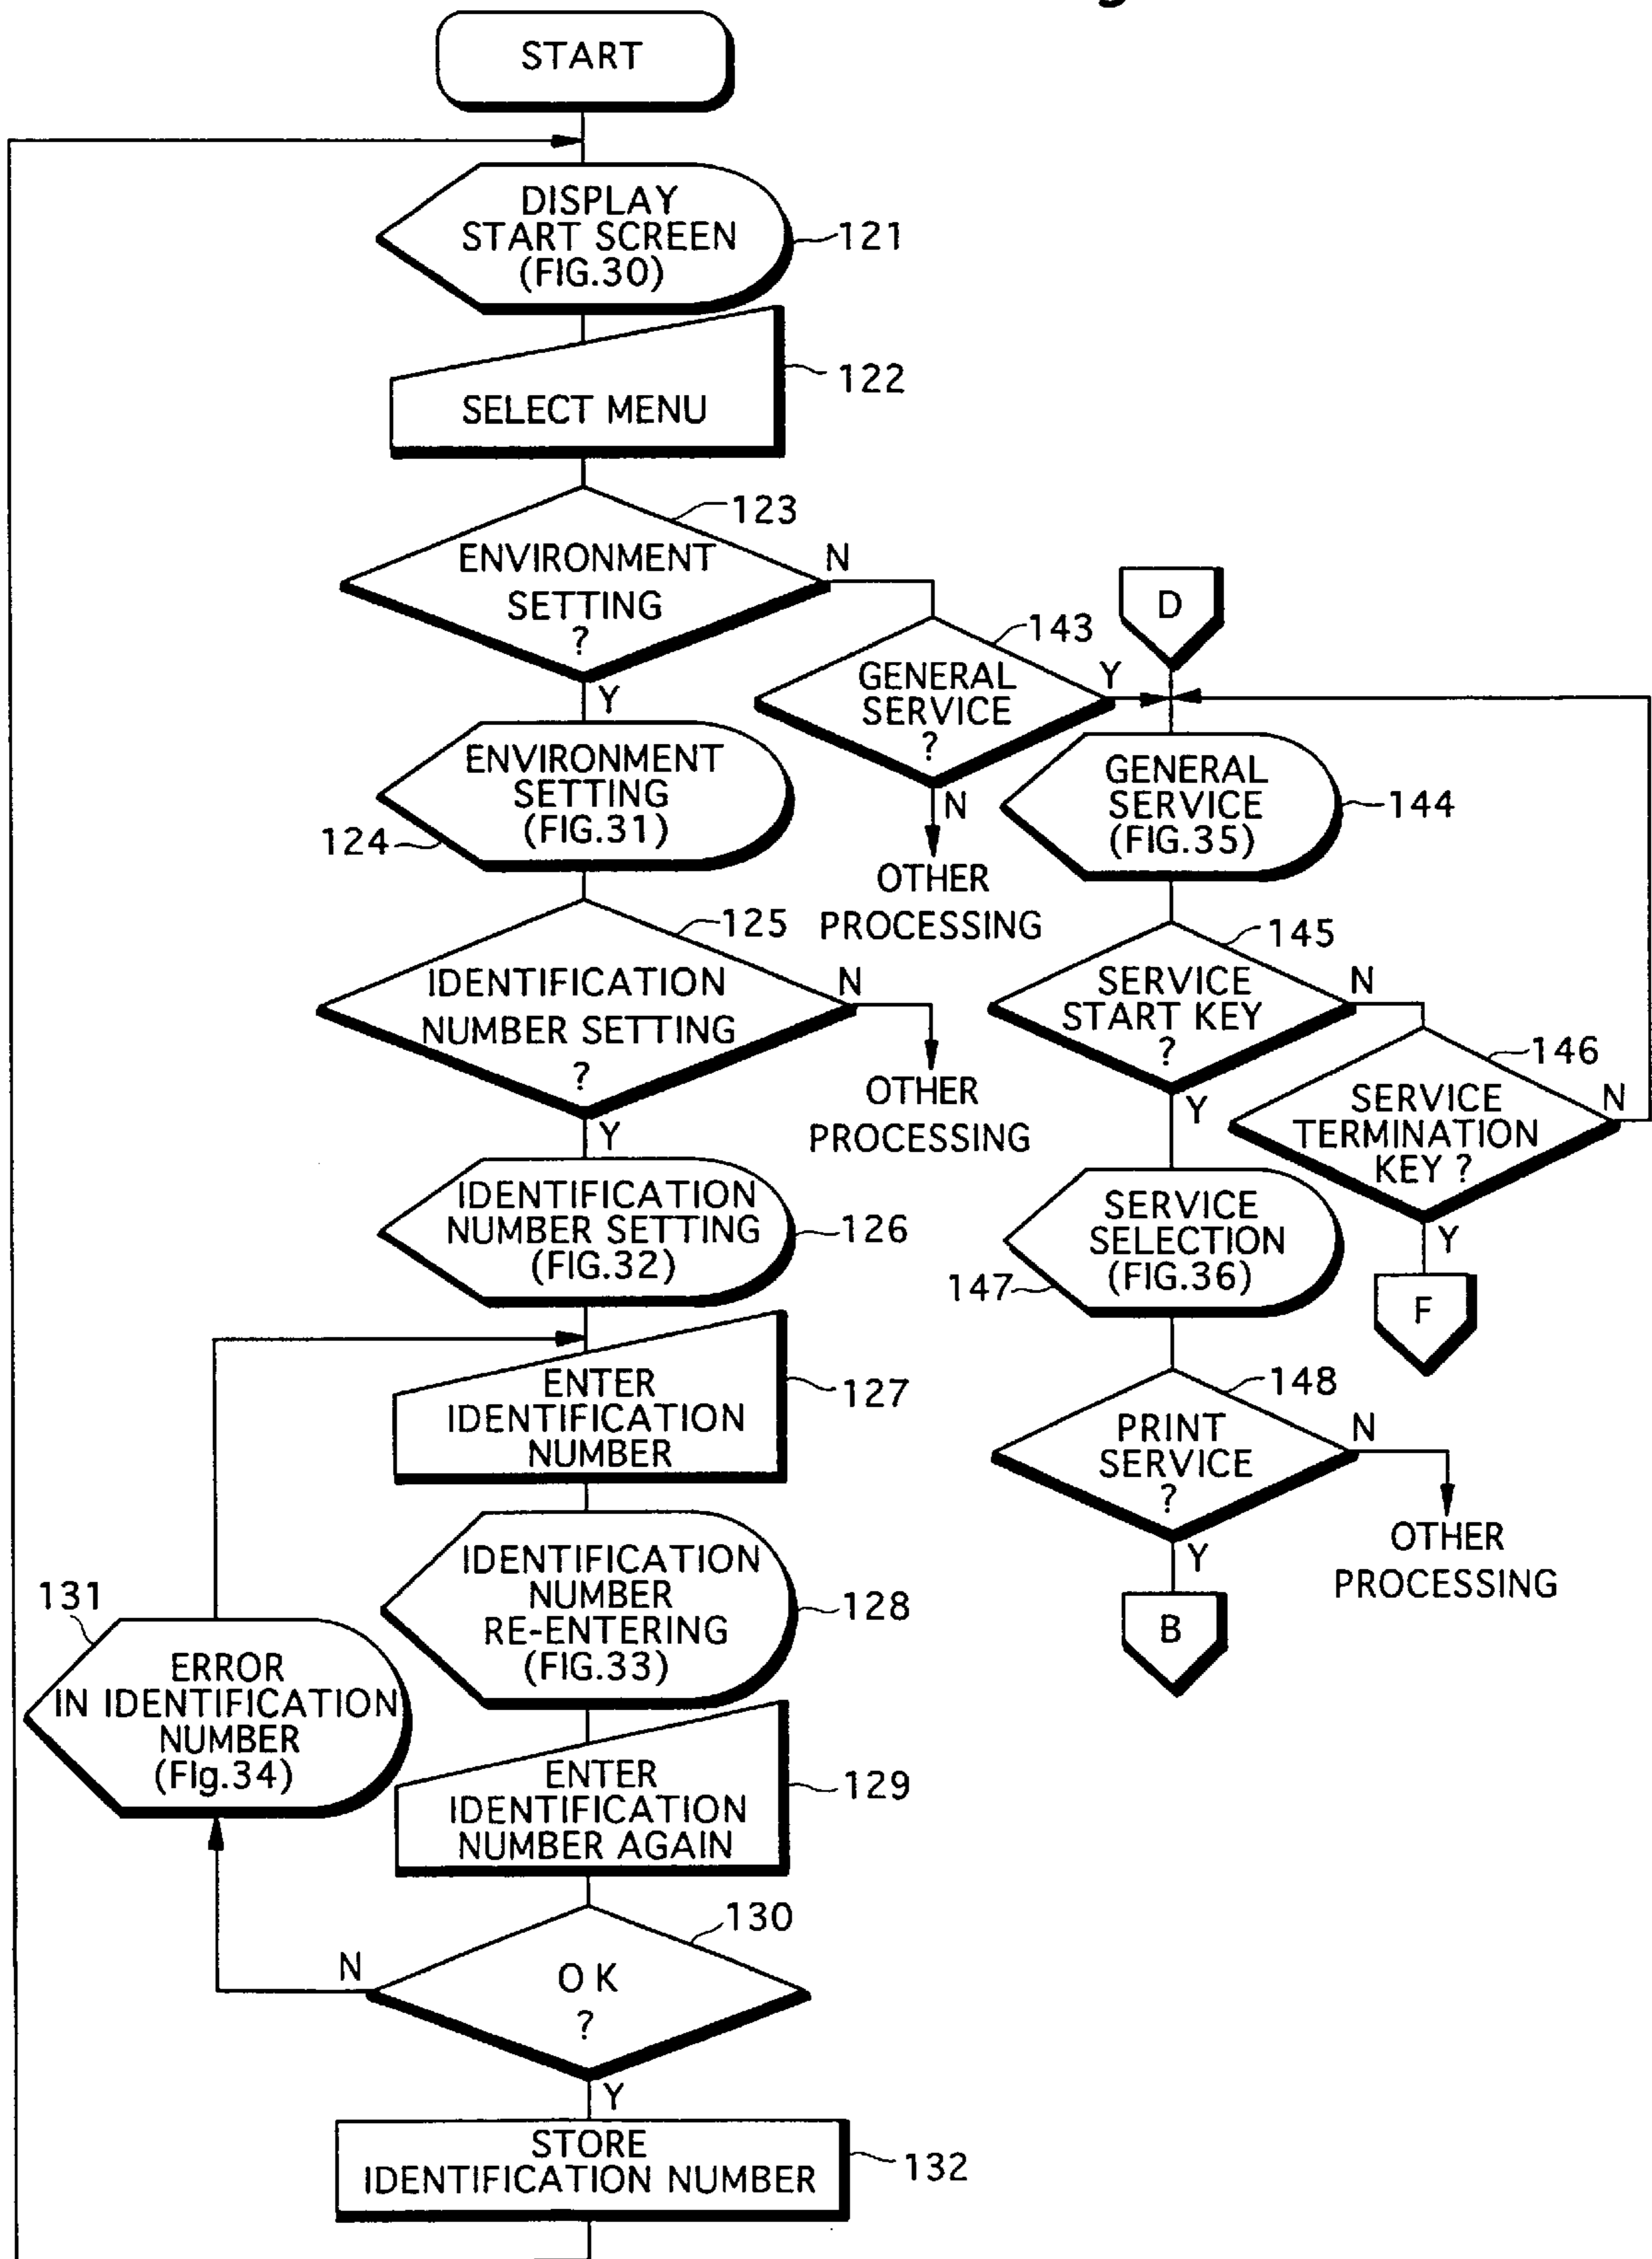 START
DISPLAY
START SCREEN
(FIG.30)
121
SELECT MENU
122
123
ENVIRONMENT
SETTING
?
N
Y
ENVIRONMENT
SETTING
(FIG.31)
124
125
IDENTIFICATION
NUMBER SETTING
?
N
OTHER
PROCESSING
Y
IDENTIFICATION
NUMBER SETTING
(FIG.32)
126
ENTER
IDENTIFICATION
NUMBER
127
IDENTIFICATION
NUMBER
RE-ENTERING
(FIG.33)
128
131
ERROR
IN IDENTIFICATION
NUMBER
(FIg.34)
ENTER
IDENTIFICATION
NUMBER AGAIN
129
130
N
O K
?
Y
STORE
IDENTIFICATION NUMBER
132
143
GENERAL
SERVICE
?
Y
N
OTHER
PROCESSING
D
GENERAL
SERVICE
(FIG.35)
144
145
SERVICE
START KEY
?
N
Y
146
SERVICE
TERMINATION
KEY ?
N
Y
F
SERVICE
SELECTION
(FIG.36)
147
148
PRINT
SERVICE
?
N
OTHER
PROCESSING
Y
B